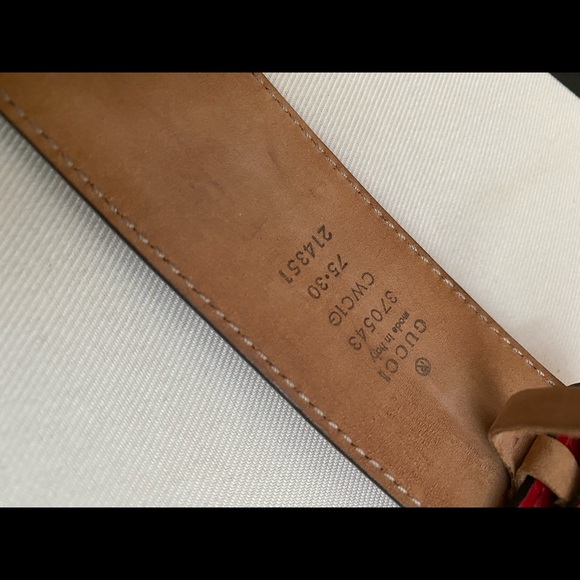 GUCCI
made in Italy
370543
CWC1G
75·30
214351